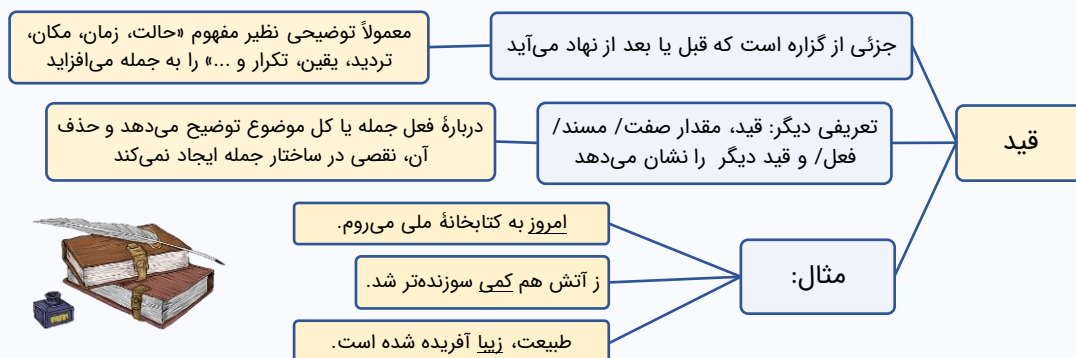 قید
جزئی از گزاره است که قبل یا بعد از نهاد می‌آید
معمولاً توضیحی نظیر مفهوم «حالت، زمان، مکان،
تردید، یقین، تکرار و ...» را به جمله می‌افزاید
تعریفی دیگر: قید، مقدار صفت/ مسند/
فعل/ و قید دیگر را نشان می‌دهد
دربارهٔ فعل جمله یا کل موضوع توضیح می‌دهد و حذف
آن، نقصی در ساختار جمله ایجاد نمی‌کند
مثال:
امروز به کتابخانهٔ ملی می‌روم.
ز آتش هم کمی سوزنده‌تر شد.
طبیعت، زیبا آفریده شده است.